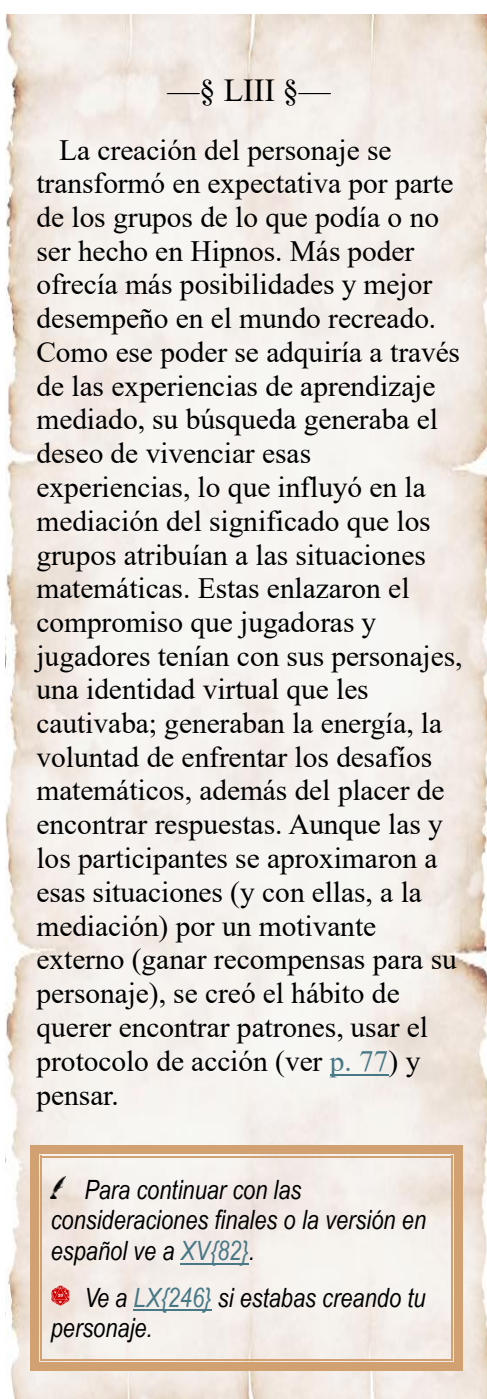 —§ LIII §—
La creación del personaje se
transformó en expectativa por parte
de los grupos de lo que podía o no
ser hecho en Hipnos. Más poder
ofrecía más posibilidades y mejor
desempeño en el mundo recreado.
Como ese poder se adquiría a través
de las experiencias de aprendizaje
mediado, su búsqueda generaba el
deseo de vivenciar esas
experiencias, lo que influyó en la
mediación del significado que los
grupos atribuían a las situaciones
matemáticas. Estas enlazaron el
compromiso que jugadoras y
jugadores tenían con sus personajes,
una identidad virtual que les
cautivaba; generaban la energía, la
voluntad de enfrentar los desafíos
matemáticos, además del placer de
encontrar respuestas. Aunque las y
los participantes se aproximaron a
esas situaciones (y con ellas, a la
mediación) por un motivante
externo (ganar recompensas para su
personaje), se creó el hábito de
querer encontrar patrones, usar el
protocolo de acción (ver p. 77) y
pensar.
Para continuar con las
consideraciones finales o la versión en
español ve a XV{82}.
Ve a LX{246} si estabas creando tu
personaje.